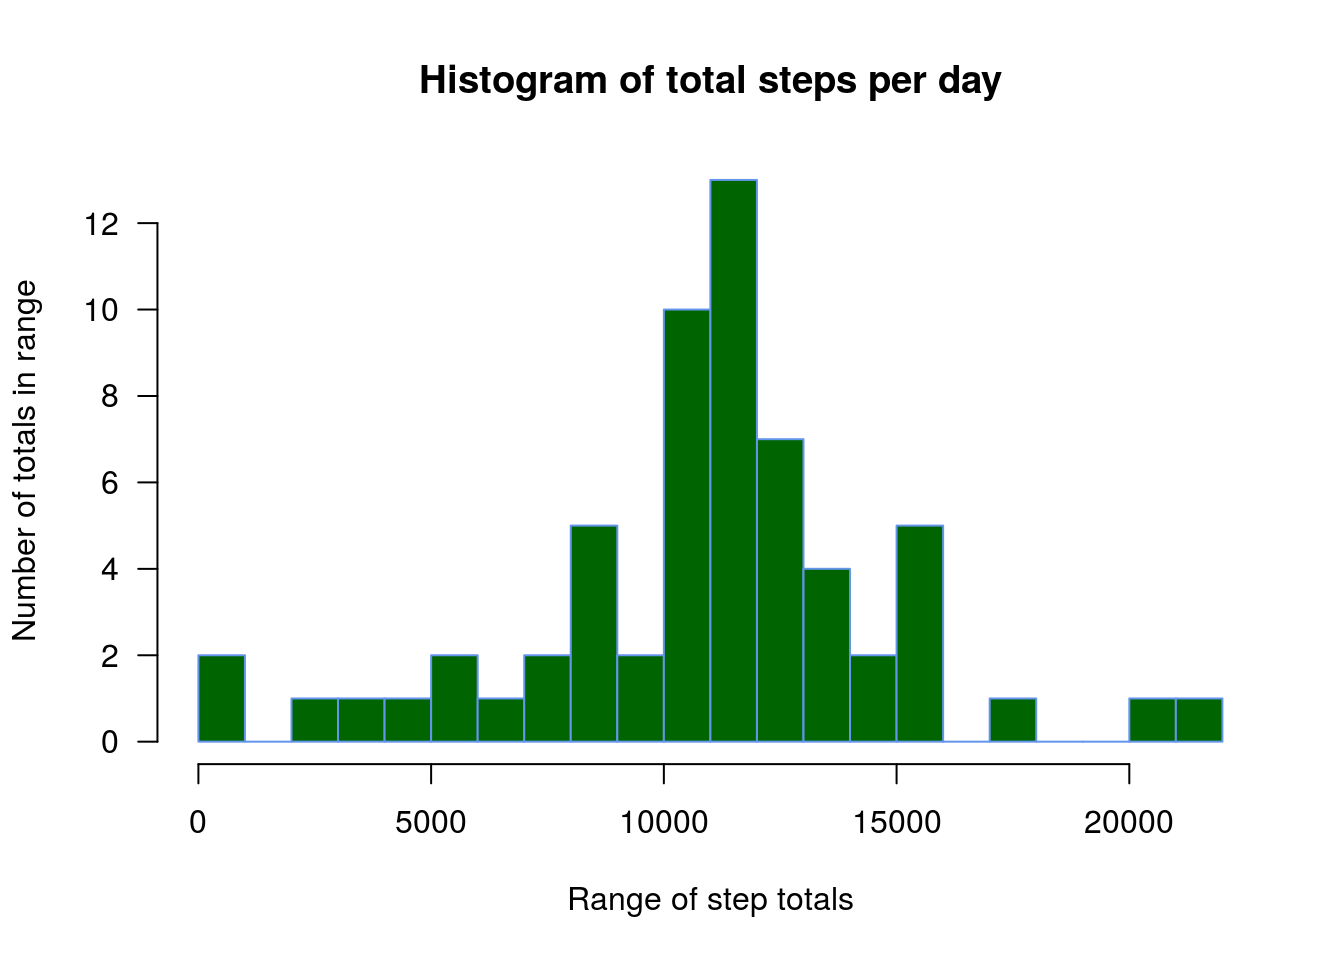 Histogram of total steps per day
Number of totals in range
12
10
8
6
4
2
0
0 5000 10000 15000 20000
Range of step totals